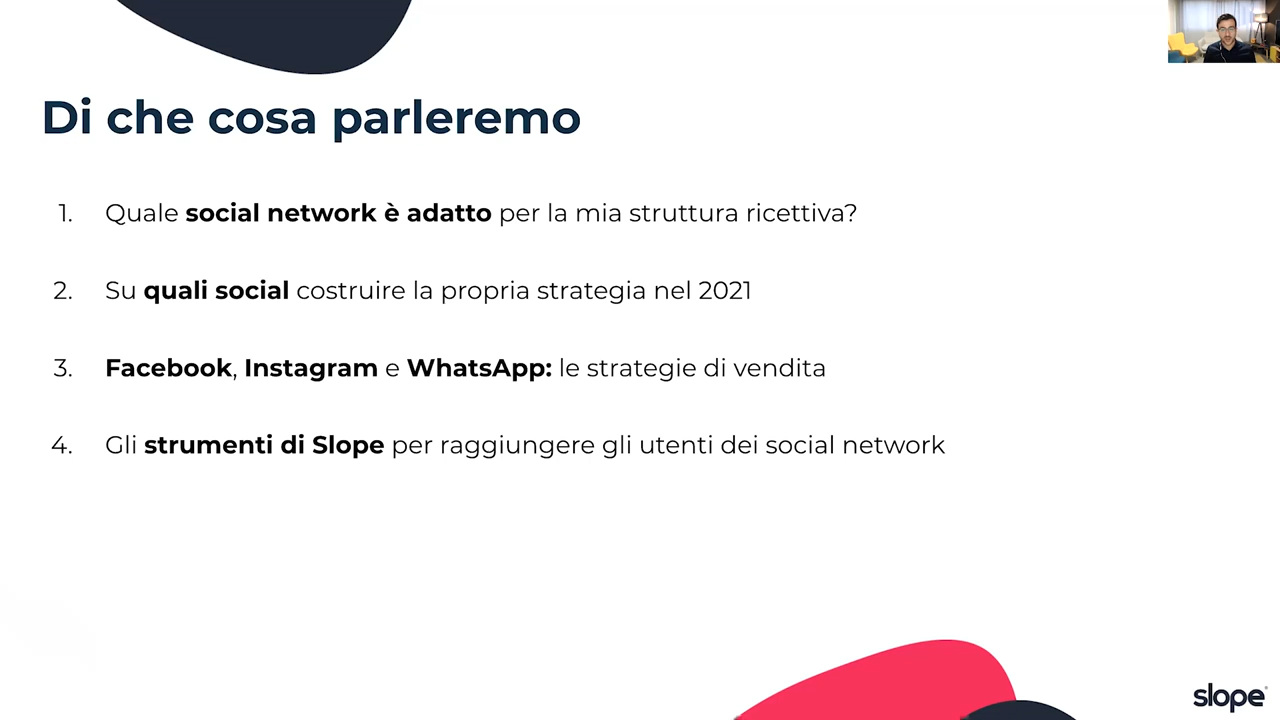 Di che cosa parleremo
1. Quale social network è adatto per la mia struttura ricettiva?
2. Su quali social costruire la propria strategia nel 2021
3. Facebook, Instagram e WhatsApp: le strategie di vendita
4. Gli strumenti di Slope per raggiungere gli utenti dei social network
slope